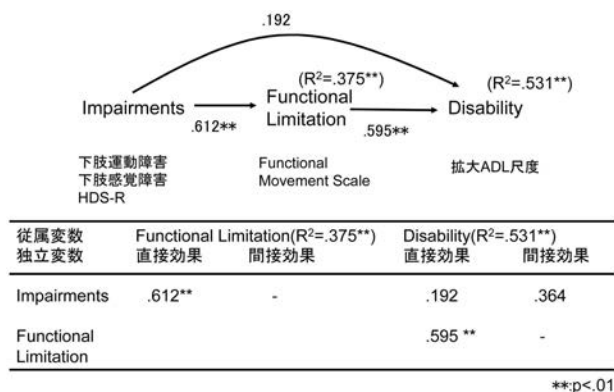 .192
(R²=.375**)
(R²=.531**)
Impairments
Functional
Limitation
Disability
.612**
.595**
下肢運動障害
下肢感覚障害
HDS-R
Functional
Movement Scale
拡大ADL尺度
従属変数 Functional Limitation(R²=.375**) Disability(R²=.531**)
独立変数 直接効果 間接効果 直接効果 間接効果
Impairments .612** - .192 .364
Functional .595 ** -
Limitation
**:p<.01